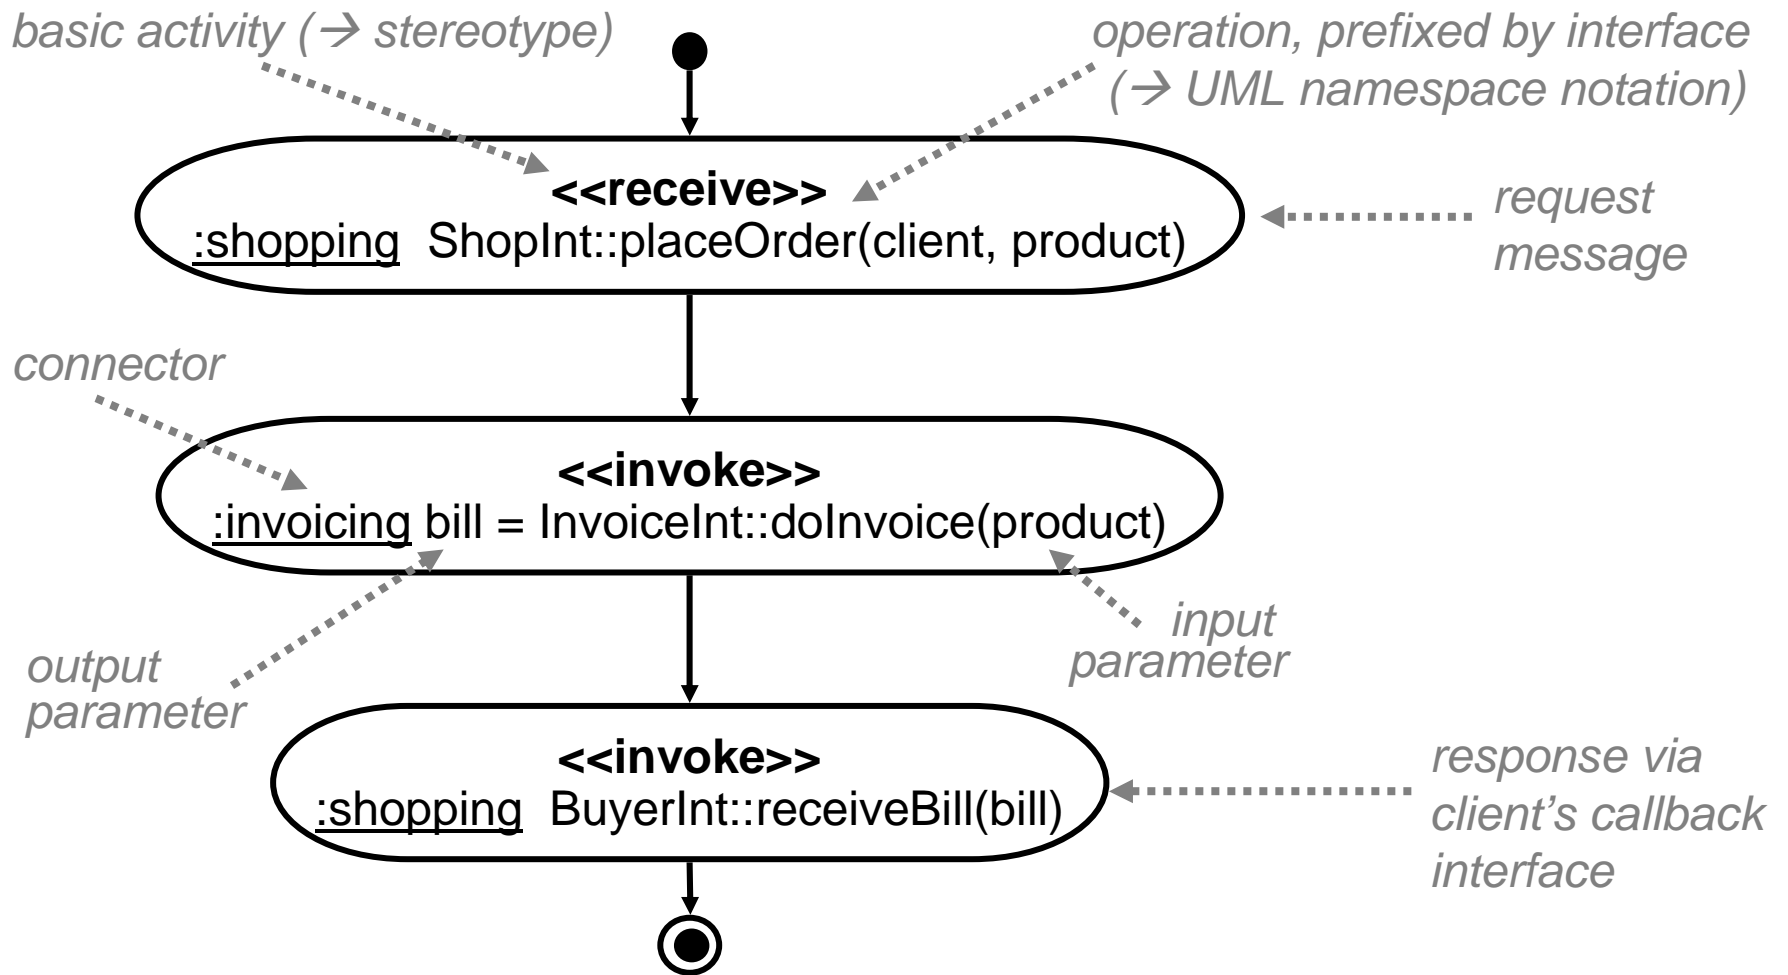 basic activity (→ stereotype)
operation, prefixed by interface
(→ UML namespace notation)
<<receive>>
:shopping ShopInt::placeOrder(client, product)
request
message
connector
<<invoke>>
:invoicing bill = InvoiceInt::doInvoice(product)
output
parameter
input
parameter
<<invoke>>
:shopping BuyerInt::receiveBill(bill)
response via
client’s callback
interface